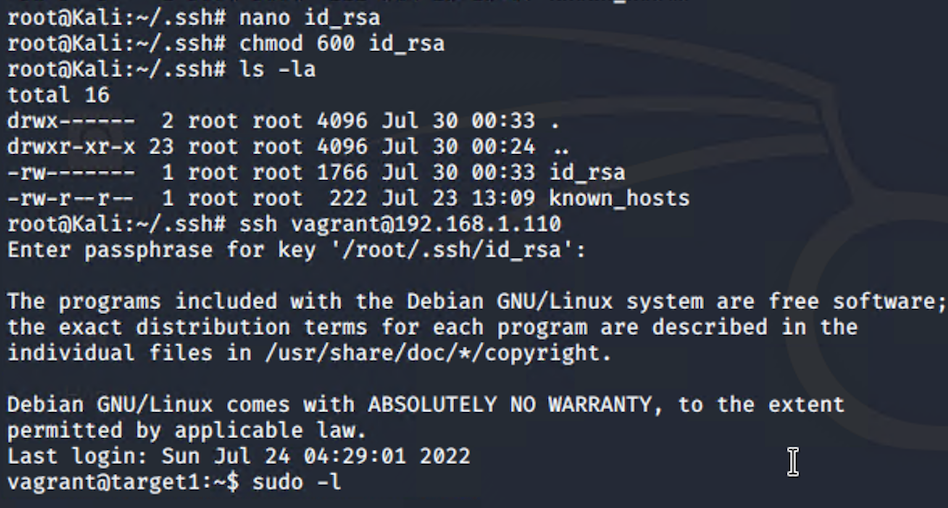 root@Kali:~/.ssh# nano id_rsa
root@Kali:~/.ssh# chmod 600 id_rsa
root@Kali:~/.ssh# ls -la
total 16
drwx------  2 root root 4096 Jul 30 00:33 .
drwxr-xr-x 23 root root 4096 Jul 30 00:24 ..
-rw-------  1 root root 1766 Jul 30 00:33 id_rsa
-rw-r--r--  1 root root  222 Jul 23 13:09 known_hosts
root@Kali:~/.ssh# ssh vagrant@192.168.1.110
Enter passphrase for key '/root/.ssh/id_rsa':
The programs included with the Debian GNU/Linux system are free software;
the exact distribution terms for each program are described in the
individual files in /usr/share/doc/*/copyright.
Debian GNU/Linux comes with ABSOLUTELY NO WARRANTY, to the extent
permitted by applicable law.
Last login: Sun Jul 24 04:29:01 2022
vagrant@target1:~$ sudo -l